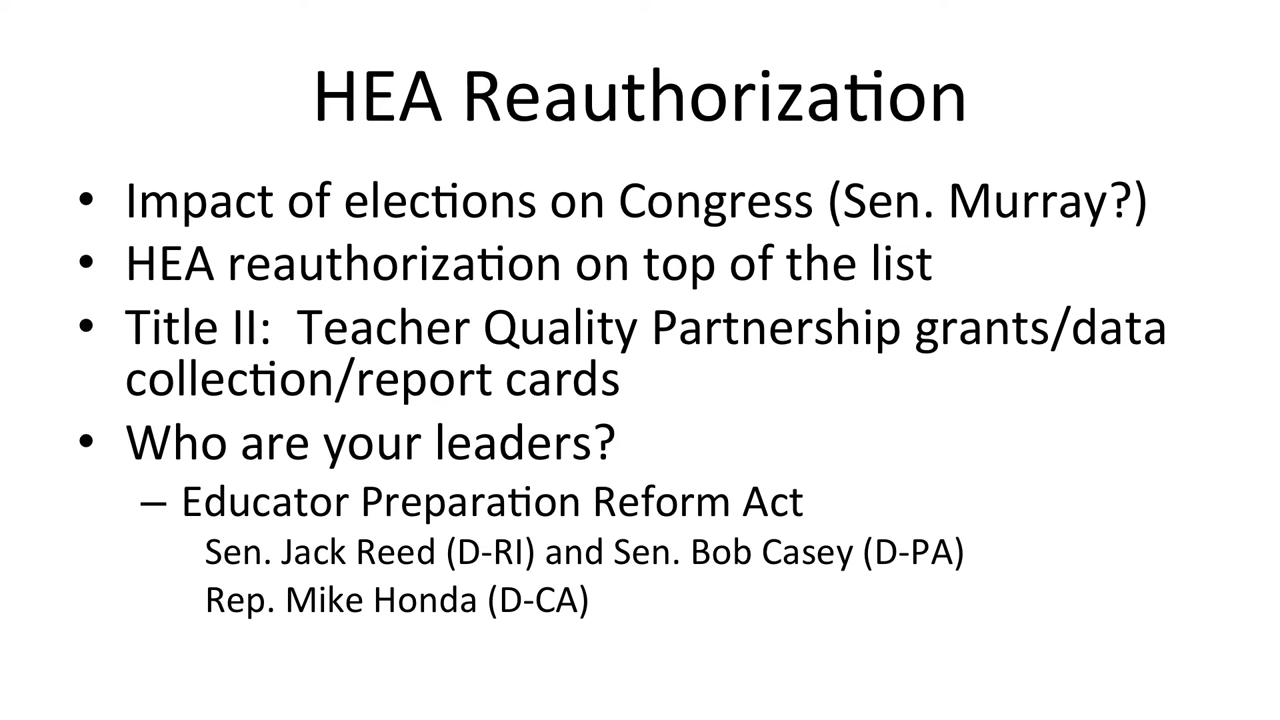 HEA Reauthorization
• Impact of elections on Congress (Sen. Murray?)
• HEA reauthorization on top of the list
• Title II:  Teacher Quality Partnership grants/data
collection/report cards
• Who are your leaders?
– Educator Preparation Reform Act
Sen. Jack Reed (D-RI) and Sen. Bob Casey (D-PA)
Rep. Mike Honda (D-CA)